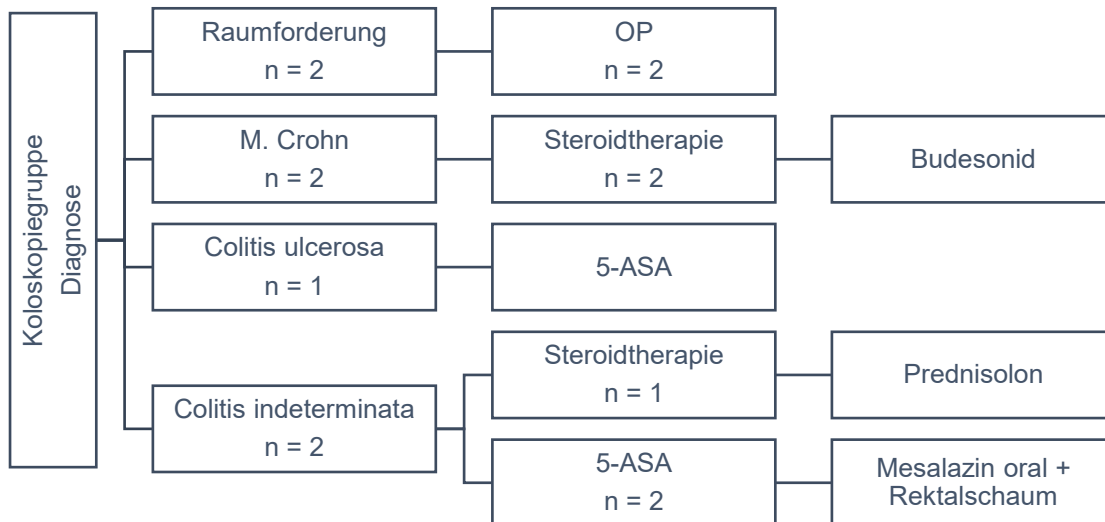 Koloskopiegruppe
Diagnose
Raumforderung
n = 2
OP
n = 2
M. Crohn
n = 2
Steroidtherapie
n = 2
Budesonid
Colitis ulcerosa
n = 1
5-ASA
Colitis indeterminata
n = 2
Steroidtherapie
n = 1
Prednisolon
5-ASA
n = 2
Mesalazin oral +
Rektalschaum